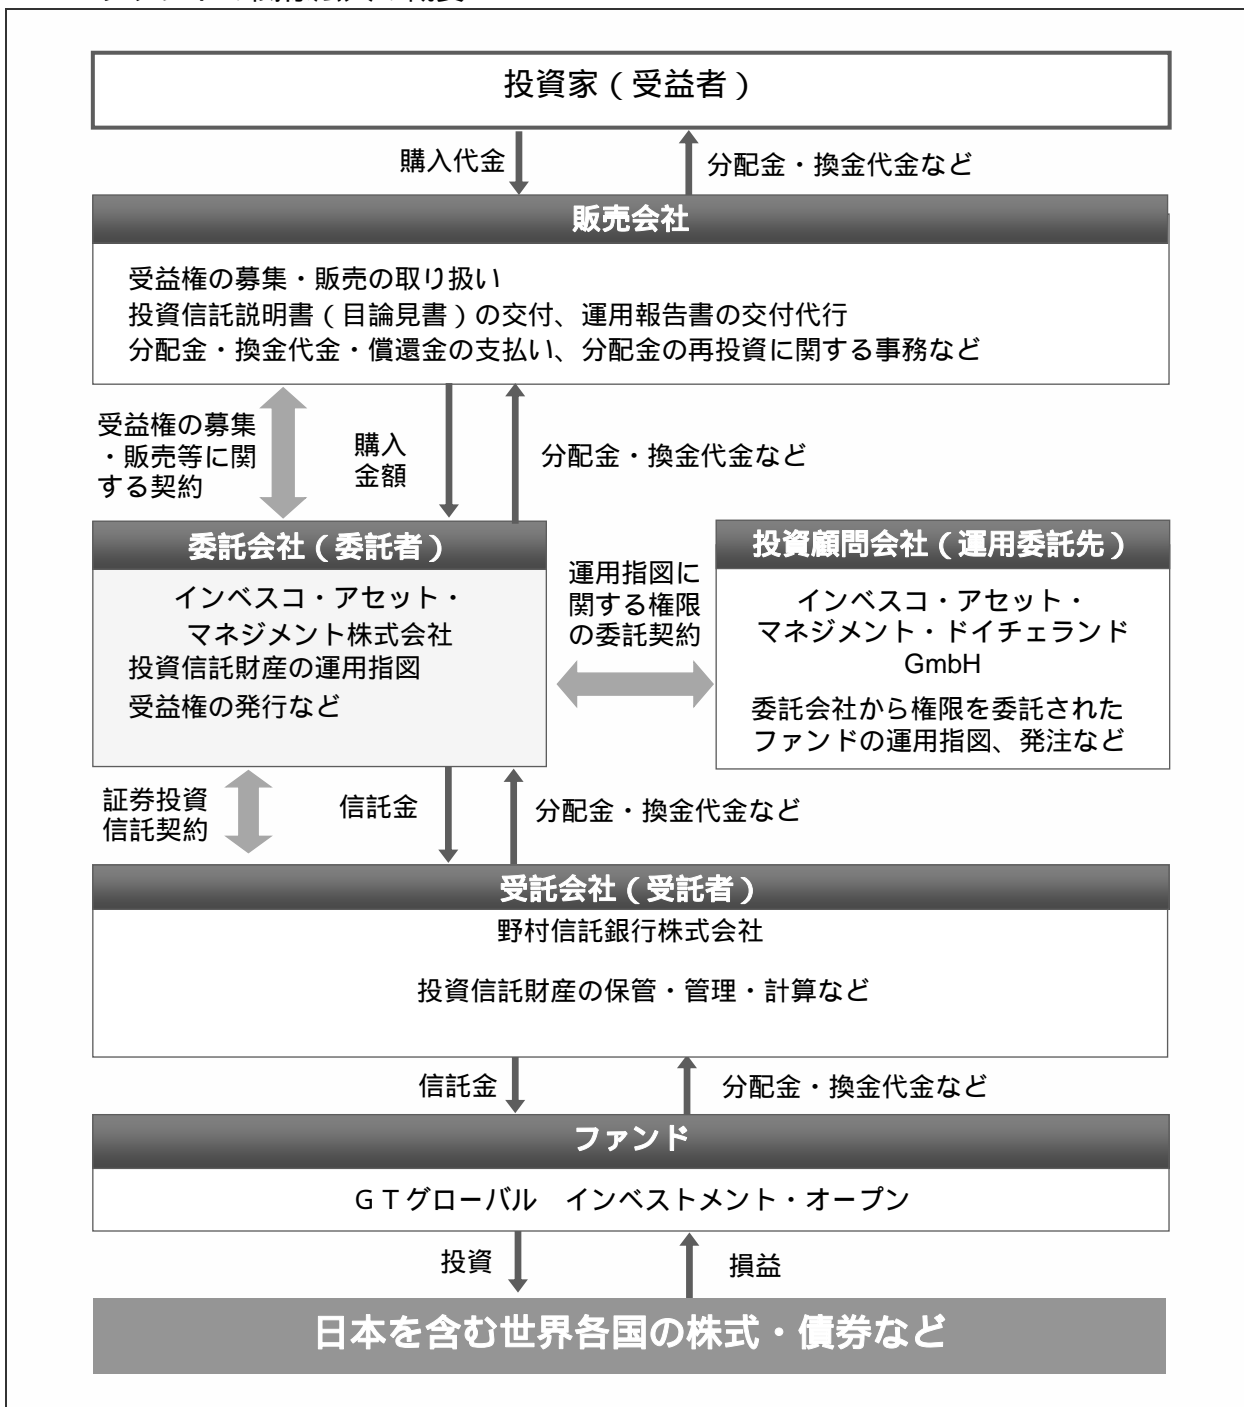 投資家（受益者）
購入代金
分配金・換金代金など
販売会社
受益権の募集・販売の取り扱い
投資信託説明書（目論見書）の交付、運用報告書の交付代行
分配金・換金代金・償還金の支払い、分配金の再投資に関する事務など
受益権の募集
・販売等に関
する契約
購入
金額
分配金・換金代金など
委託会社（委託者）
インベスコ・アセット・
マネジメント株式会社
投資信託財産の運用指図
受益権の発行など
運用指図に
関する権限
の委託契約
投資顧問会社（運用委託先）
インベスコ・アセット・
マネジメント・ドイチェランド
GmbH
委託会社から権限を委託された
ファンドの運用指図、発注など
証券投資
信託契約
信託金
分配金・換金代金など
受託会社（受託者）
野村信託銀行株式会社
投資信託財産の保管・管理・計算など
信託金
分配金・換金代金など
ファンド
ＧＴグローバル　インベストメント・オープン
投資
損益
日本を含む世界各国の株式・債券など